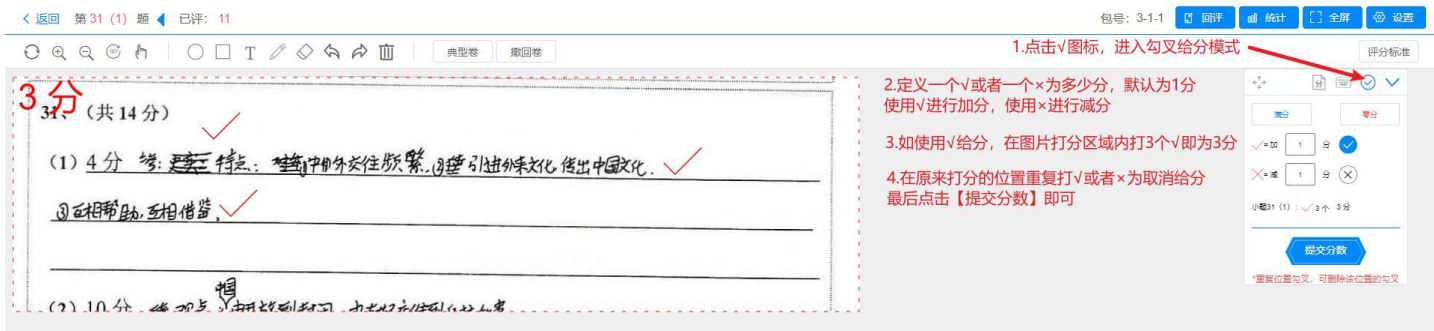 返回 第 31 (1) 题 已评: 11
包号: 3-1-1 回评 统计 全屏 设置
T 典型卷 撤回卷
1.点击√图标，进入勾叉给分模式
评分标准
3 分
31、（共 14 分）
(1) 4 分 答: 特点: ①中外交往频繁.②引进外来文化,传出中国文化.
③互相帮助,互相借鉴.
(2) 10 分
2.定义一个√或者一个×为多少分，默认为1分
使用√进行加分，使用×进行减分
3.如使用√给分，在图片打分区域内打3个√即为3分
4.在原来打分的位置重复打√或者×为取消给分
最后点击【提交分数】即可
分
满分 零分
√=加 1 分
×=减 1 分
小题31 (1) : √ 3 个 3 分
提交分数
*重复位置勾叉，可删除该位置的勾叉